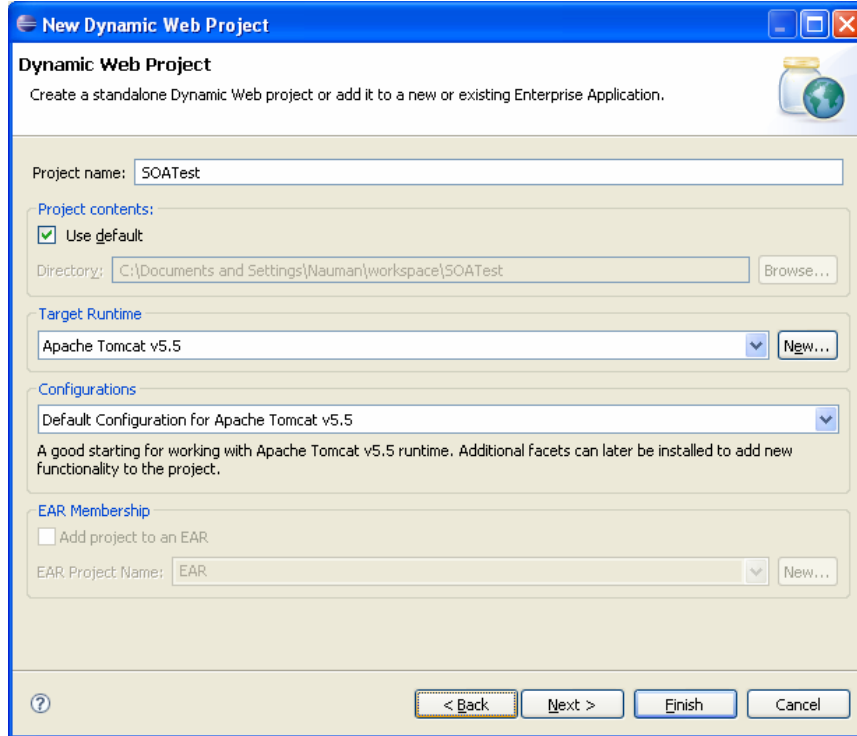 New Dynamic Web Project
Dynamic Web Project
Create a standalone Dynamic Web project or add it to a new or existing Enterprise Application.
Project name: SOATest
Project contents:
Use default
Directory: C:\Documents and Settings\Nauman\workspace\SOATest Browse...
Target Runtime
Apache Tomcat v5.5 New...
Configurations
Default Configuration for Apache Tomcat v5.5
A good starting for working with Apache Tomcat v5.5 runtime. Additional facets can later be installed to add new
functionality to the project.
EAR Membership
Add project to an EAR
EAR Project Name: EAR New...
? < Back Next > Finish Cancel